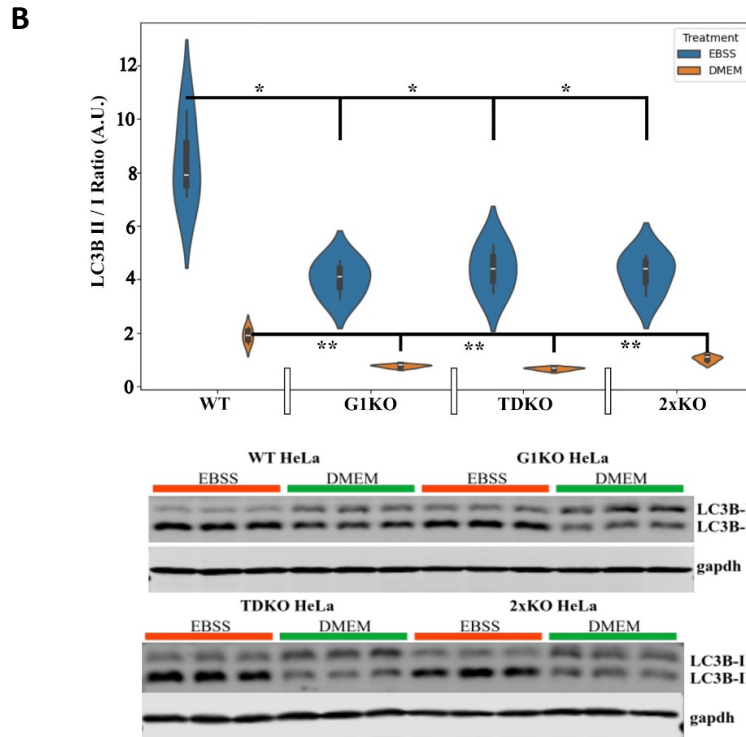 B
Treatment
EBSS
DMEM
LC3B II / I Ratio (A.U.)
12
10
8
6
4
2
0
* * *
** ** **
WT G1KO TDKO 2xKO
WT HeLa G1KO HeLa
EBSS DMEM EBSS DMEM
LC3B-
LC3B-
gapdh
TDKO HeLa 2xKO HeLa
EBSS DMEM EBSS DMEM
LC3B-I
LC3B-I
gapdh